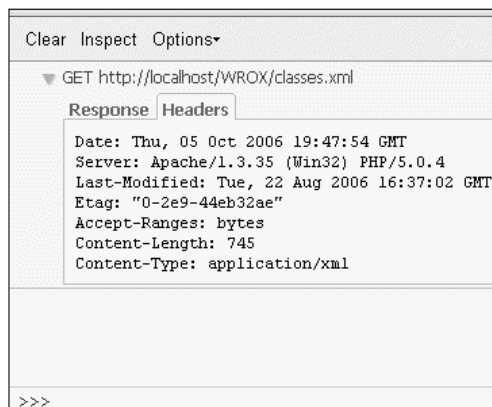 Clear Inspect Options▾
GET http://localhost/WROX/classes.xml
Response Headers
Date: Thu, 05 Oct 2006 19:47:54 GMT
Server: Apache/1.3.35 (Win32) PHP/5.0.4
Last-Modified: Tue, 22 Aug 2006 16:37:02 GMT
Etag: "0-2e9-44eb32ae"
Accept-Ranges: bytes
Content-Length: 745
Content-Type: application/xml
>>>